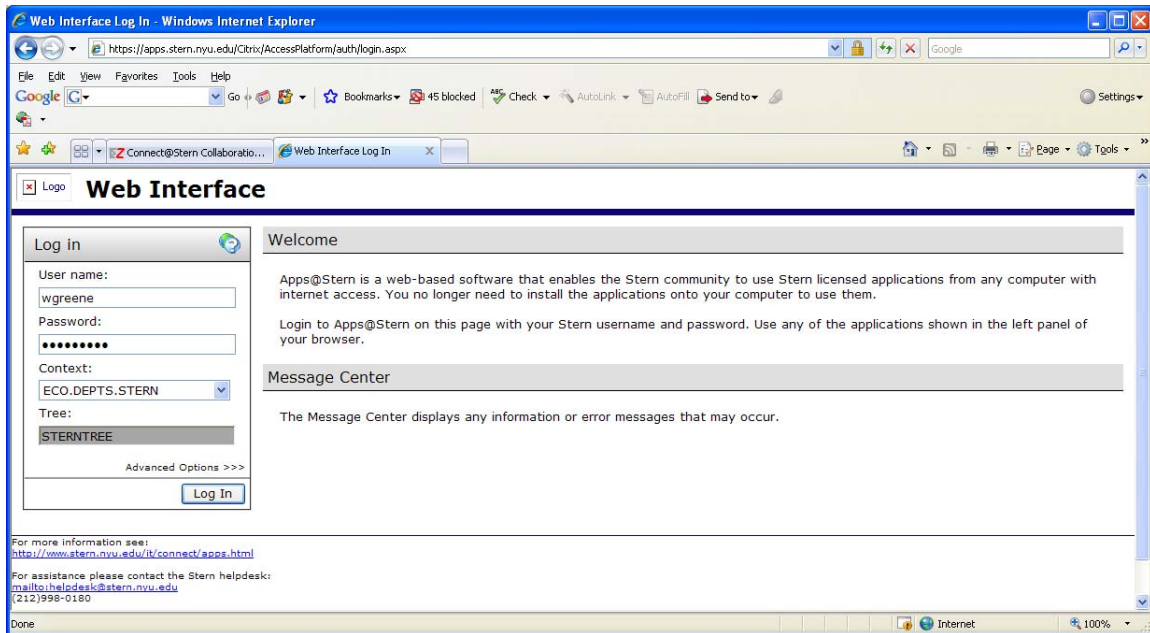 Web Interface Log In - Windows Internet Explorer
https://apps.stern.nyu.edu/Citrix/AccessPlatform/auth/login.aspx
Google
File Edit View Favorites Tools Help
Google G Go Bookmarks 45 blocked ABC Check AutoLink AutoFill Send to Settings
Connect@Stern Collaboratio... Web Interface Log In X Page Tools »
Logo Web Interface
Log in
User name:
wgreene
Password:
•••••••••
Context:
ECO.DEPTS.STERN
Tree:
STERNTREE
Advanced Options >>>
Log In
Welcome
Apps@Stern is a web-based software that enables the Stern community to use Stern licensed applications from any computer with
internet access. You no longer need to install the applications onto your computer to use them.
Login to Apps@Stern on this page with your Stern username and password. Use any of the applications shown in the left panel of
your browser.
Message Center
The Message Center displays any information or error messages that may occur.
For more information see:
http://www.stern.nyu.edu/it/connect/apps.html
For assistance please contact the Stern helpdesk:
mailto:helpdesk@stern.nyu.edu
(212)998-0180
Done Internet 100%